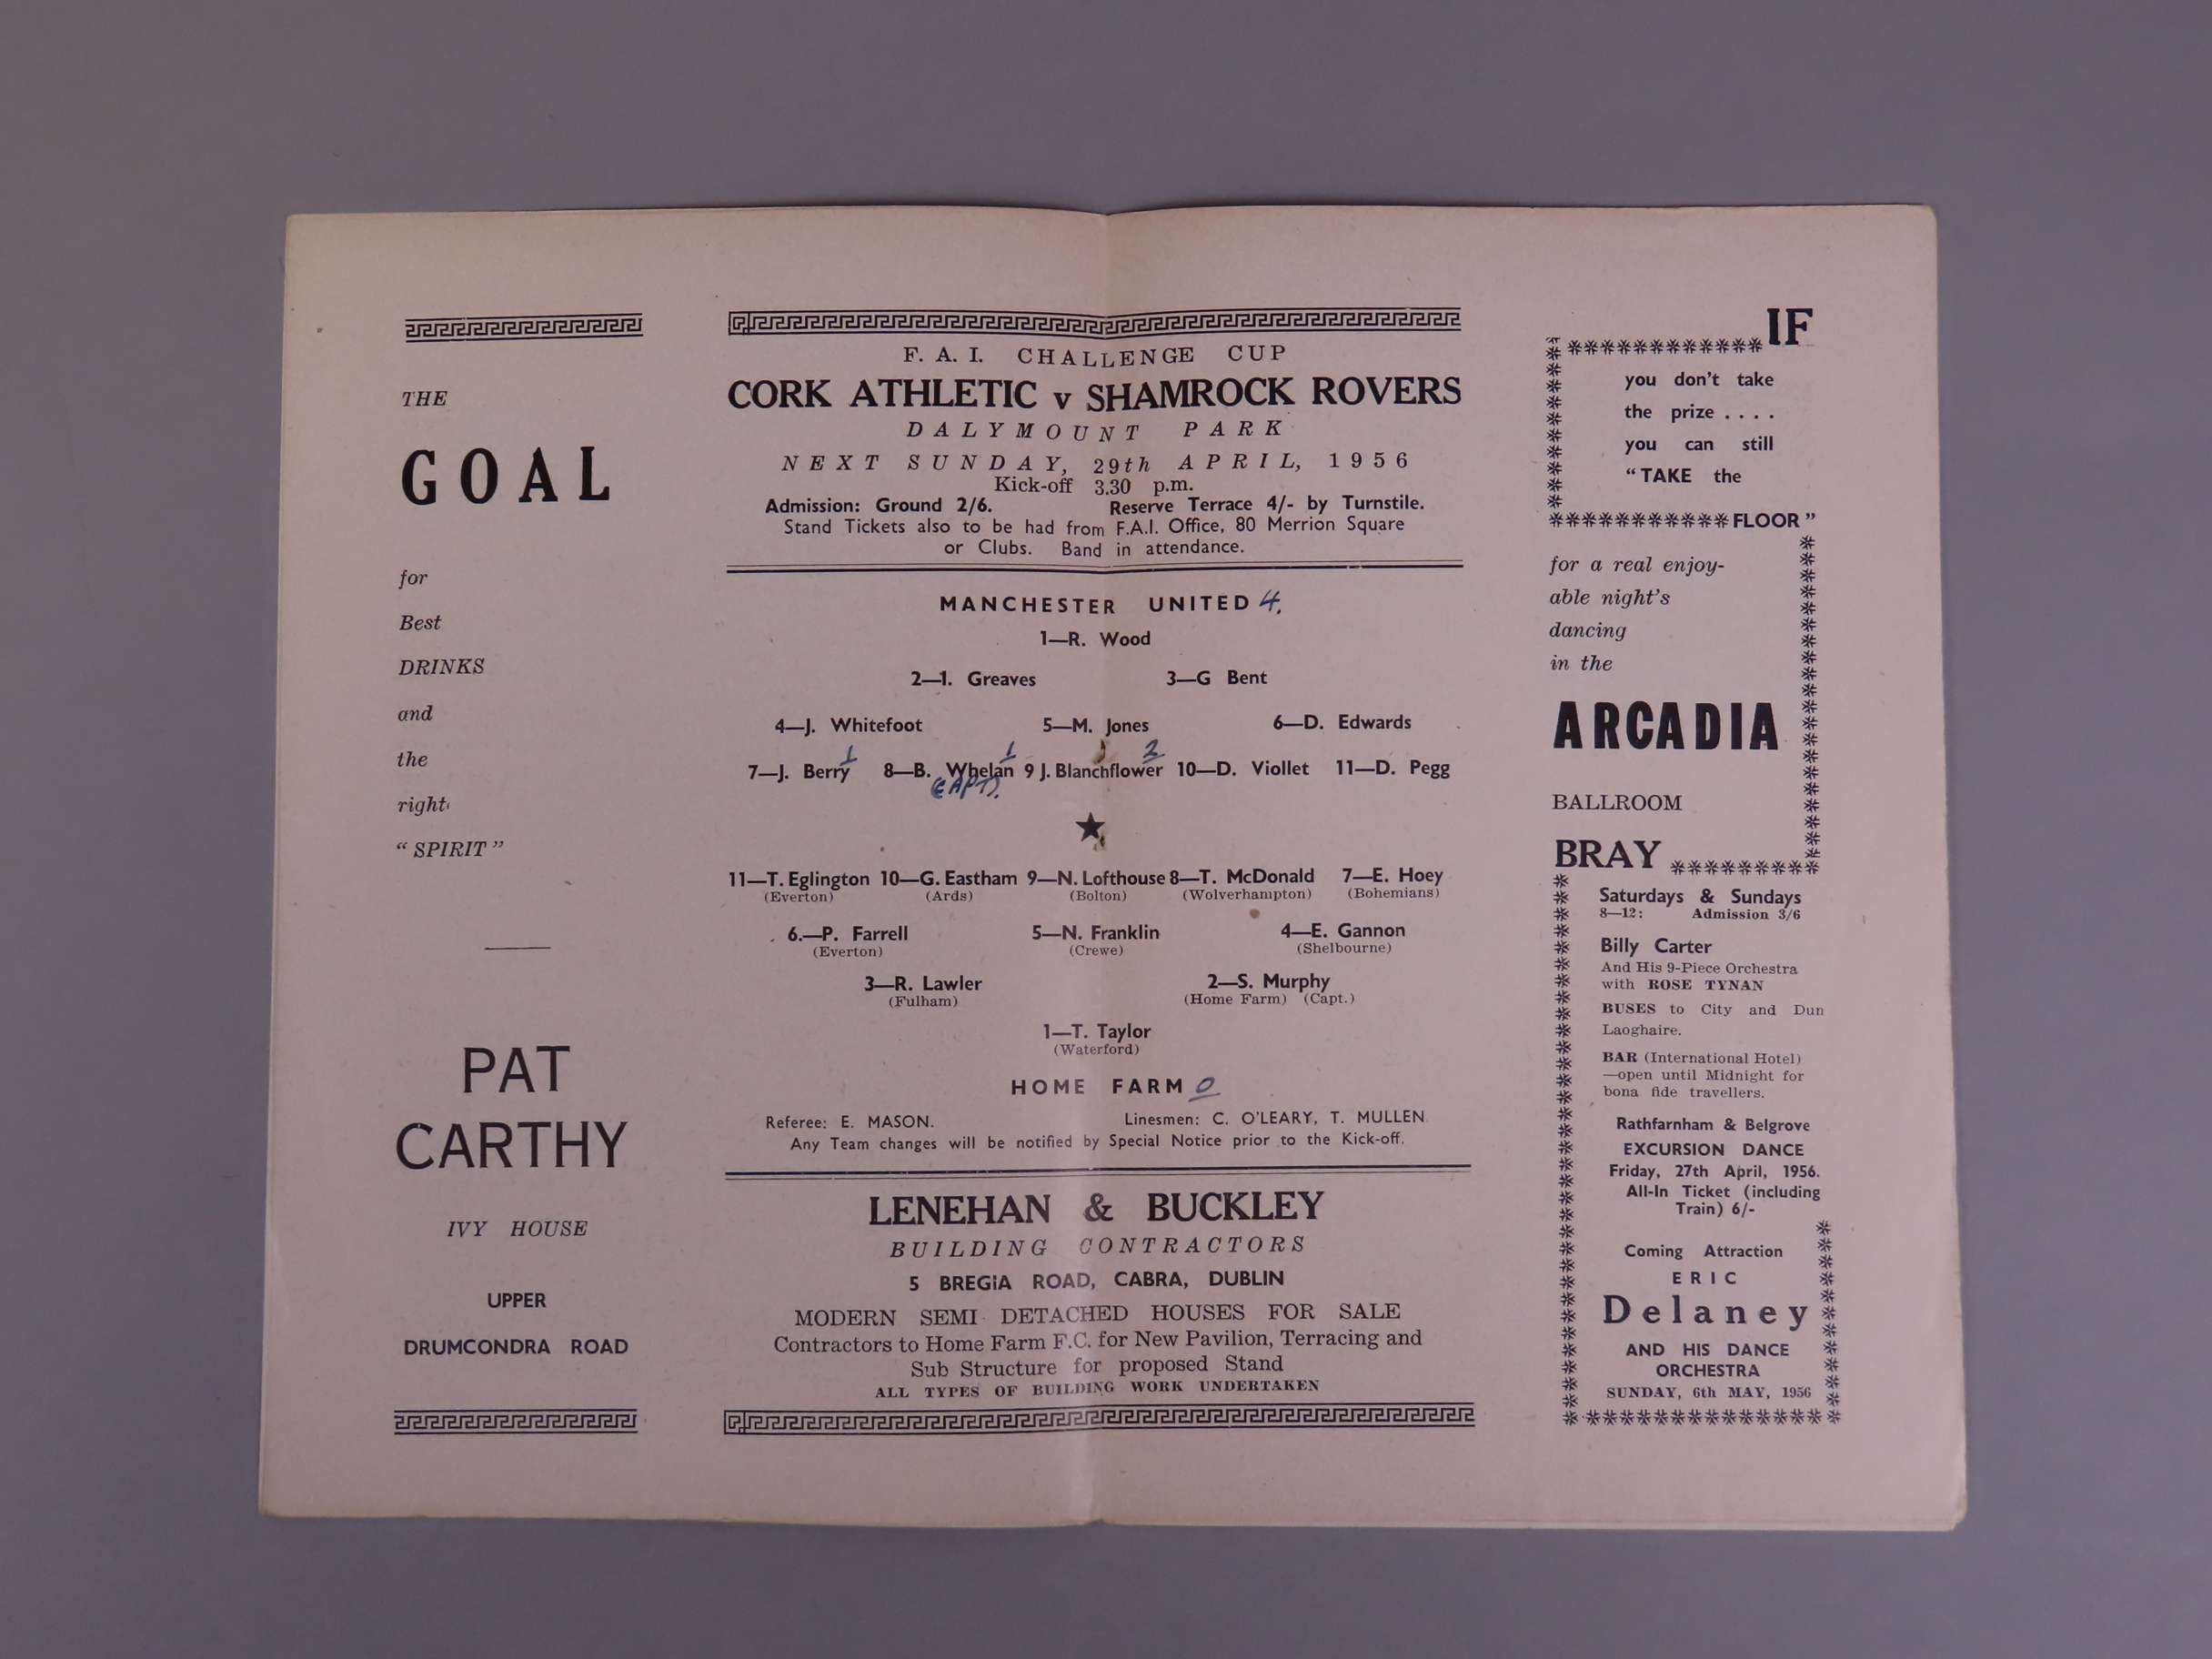 THE
GOAL
for
Best
DRINKS
and
the
right
“ SPIRIT ”
PAT
CARTHY
IVY HOUSE
UPPER
DRUMCONDRA ROAD
F. A. I. CHALLENGE CUP
CORK ATHLETIC v SHAMROCK ROVERS
DALYMOUNT PARK
NEXT SUNDAY, 29th APRIL, 1956
Kick-off 3.30 p.m.
Admission: Ground 2/6. Reserve Terrace 4/- by Turnstile.
Stand Tickets also to be had from F.A.I. Office, 80 Merrion Square
or Clubs. Band in attendance.
MANCHESTER UNITED 4.
1—R. Wood
2—I. Greaves 3—G Bent
4—J. Whitefoot 5—M. Jones 6—D. Edwards
1 1 2
7—J. Berry 8—B. Whelan 9 J. Blanchflower 10—D. Viollet 11—D. Pegg
(CAPT).
11—T. Eglington 10—G. Eastham 9—N. Lofthouse 8—T. McDonald 7—E. Hoey
(Everton) (Ards) (Bolton) (Wolverhampton) (Bohemians)
6.—P. Farrell 5—N. Franklin 4—E. Gannon
(Everton) (Crewe) (Shelbourne)
3—R. Lawler 2—S. Murphy
(Fulham) (Home Farm) (Capt.)
1—T. Taylor
(Waterford)
HOME FARM 0
Referee: E. MASON. Linesmen: C. O'LEARY, T. MULLEN
Any Team changes will be notified by Special Notice prior to the Kick-off.
LENEHAN & BUCKLEY
BUILDING CONTRACTORS
5 BREGiA ROAD, CABRA, DUBLIN
MODERN SEMI DETACHED HOUSES FOR SALE
Contractors to Home Farm F.C. for New Pavilion, Terracing and
Sub Structure for proposed Stand
ALL TYPES OF BUILDING WORK UNDERTAKEN
IF
you don't take
the prize . . . .
you can still
“ TAKE the
FLOOR ”
for a real enjoy-
able night's
dancing
in the
ARCADIA
BALLROOM
BRAY
Saturdays & Sundays
8—12: Admission 3/6
Billy Carter
And His 9-Piece Orchestra
with ROSE TYNAN
BUSES to City and Dun
Laoghaire.
BAR (International Hotel)
—open until Midnight for
bona fide travellers.
Rathfarnham & Belgrove
EXCURSION DANCE
Friday, 27th April, 1956.
All-In Ticket (including
Train) 6/-
Coming Attraction
ERIC
Delaney
AND HIS DANCE
ORCHESTRA
SUNDAY, 6th MAY, 1956